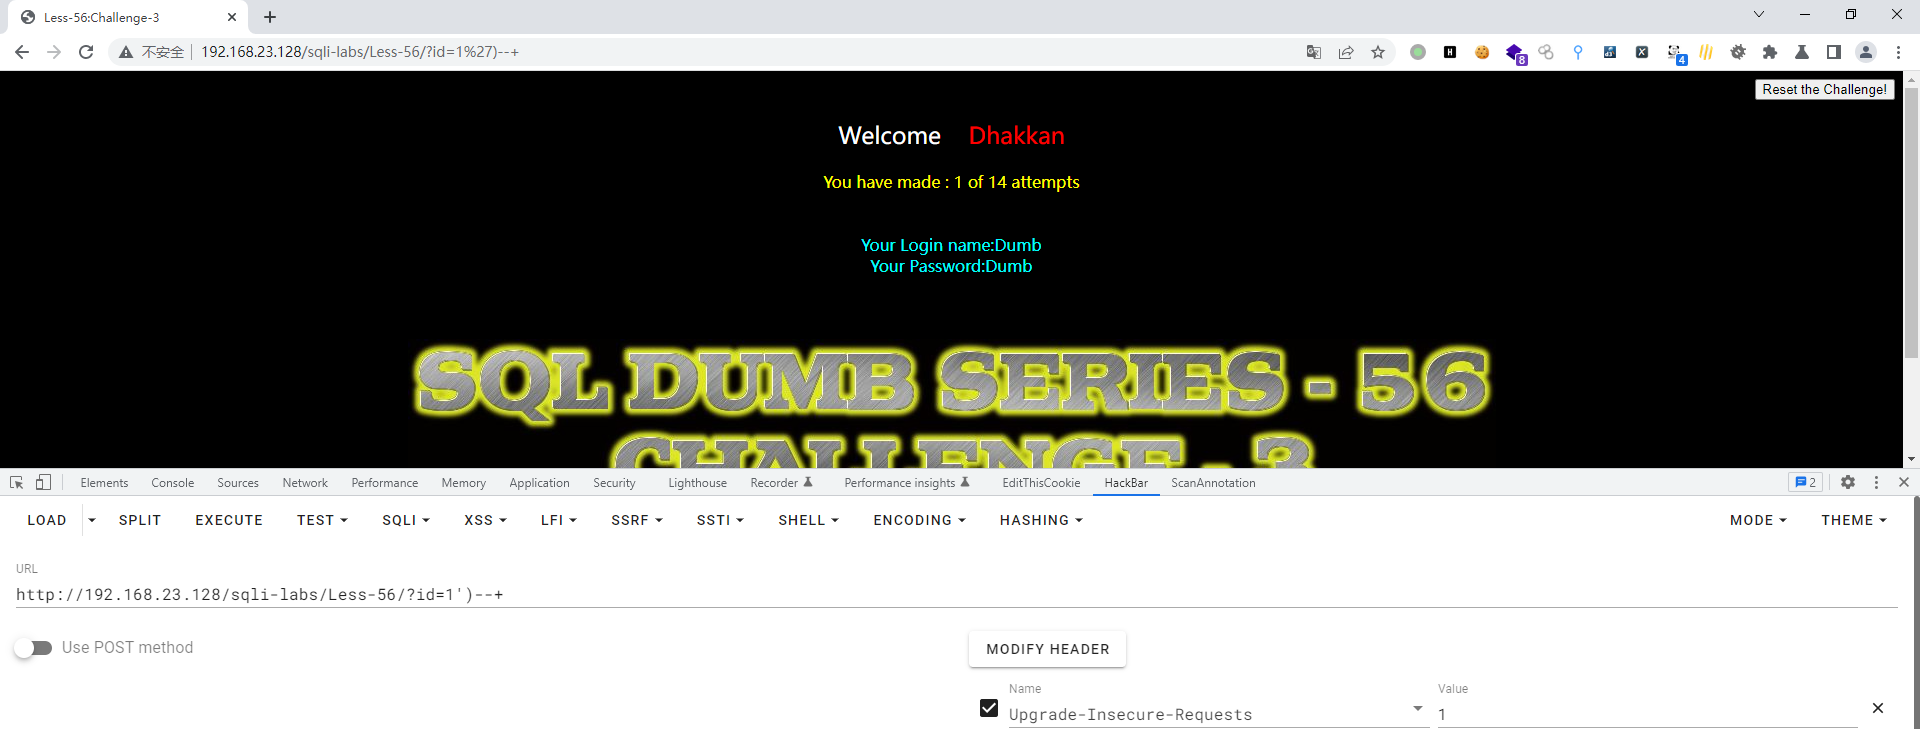 Less-56:Challenge-3
不安全 192.168.23.128/sqli-labs/Less-56/?id=1%27)--+
8
4
Reset the Challenge!
Welcome Dhakkan
You have made : 1 of 14 attempts
Your Login name:Dumb
Your Password:Dumb
SQL DUMB SERIES - 56
CHALLENGE - 3
Elements Console Sources Network Performance Memory Application Security Lighthouse Recorder Performance insights EditThisCookie HackBar ScanAnnotation 2
LOAD SPLIT EXECUTE TEST SQLI XSS LFI SSRF SSTI SHELL ENCODING HASHING MODE THEME
URL
http://192.168.23.128/sqli-labs/Less-56/?id=1')--+
Use POST method
MODIFY HEADER
Name Value
Upgrade-Insecure-Requests 1